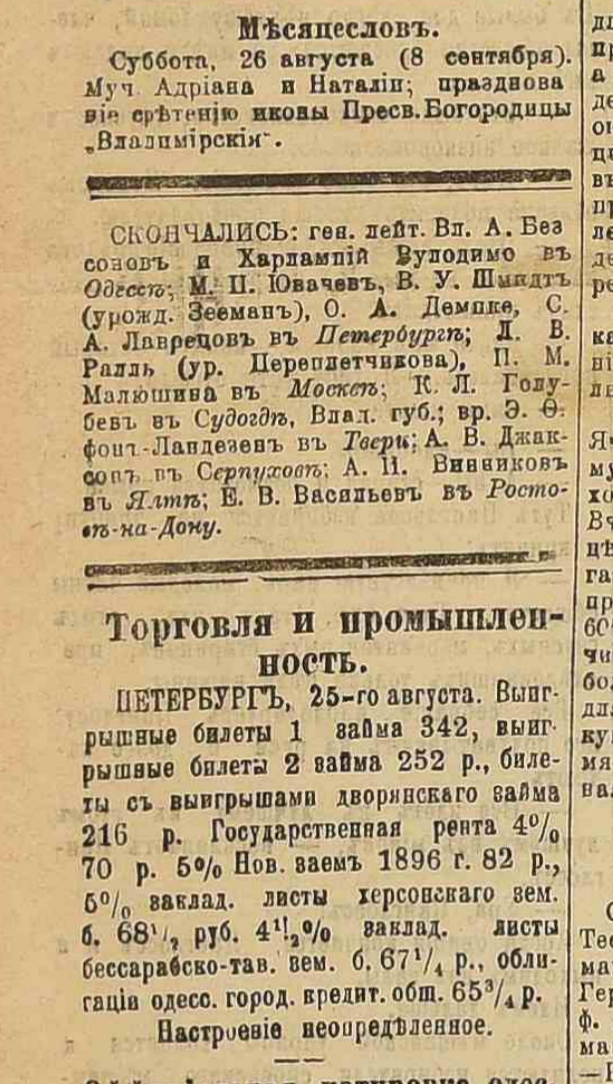 Мѣсяцесловъ.
Суббота, 26 августа (8 сентября).
Муч. Адріана и Наталіи; празднова
ніе срѣтенію иконы Пресв.Богородицы
„Владимірскія".
СКОНЧАЛИСЬ: ген. лейт. Вл. А. Без
соновъ и Харлампій Вулодимо въ
Одессѣ; М. П. Ювачевъ, В. У. Шмидтъ
(урожд. Зееманъ), О. А. Демпке, С.
А. Лаврецовъ въ Петербургѣ; Л. В.
Ралль (ур. Переплетчикова), П. М.
Малюшина въ Москвѣ; К. Л. Голу-
бевъ въ Судогдѣ, Влад. губ.; вр. Э. Ѳ.
фонъ-Ландезенъ въ Твери; А. В. Джак-
сонъ въ Серпуховѣ; А. И. Винниковъ
въ Ялтѣ; Е. В. Васильевъ въ Росто-
вѣ-на-Дону.
Торговля и промышлен-
ность.
ПЕТЕРБУРГЪ, 25-го августа. Выиг-
рышные билеты 1 займа 342, выиг-
рышные билеты 2 займа 252 р., биле-
ты съ выигрышами дворянскаго займа
216 р. Государственная рента 4%
70 р. 5% Нов. заемъ 1896 г. 82 р.,
5% заклад. листы херсонскаго зем.
б. 68½ руб. 4½% заклад. листы
бессарабско-тав. зем. б. 67¼ р., обли-
гаціи одесс. город. кредит. общ. 65¾ р.
Настроеніе неопредѣленное.